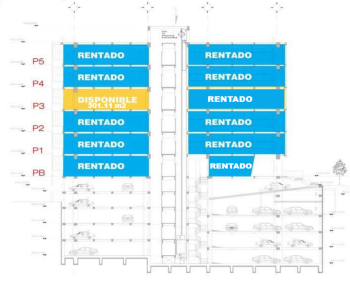 P5 RENTADO RENTADO
P4 RENTADO RENTADO
P3 DISPONIBLE RENTADO
301.11 m2
P2 RENTADO RENTADO
P1 RENTADO RENTADO
PB RENTADO RENTADO